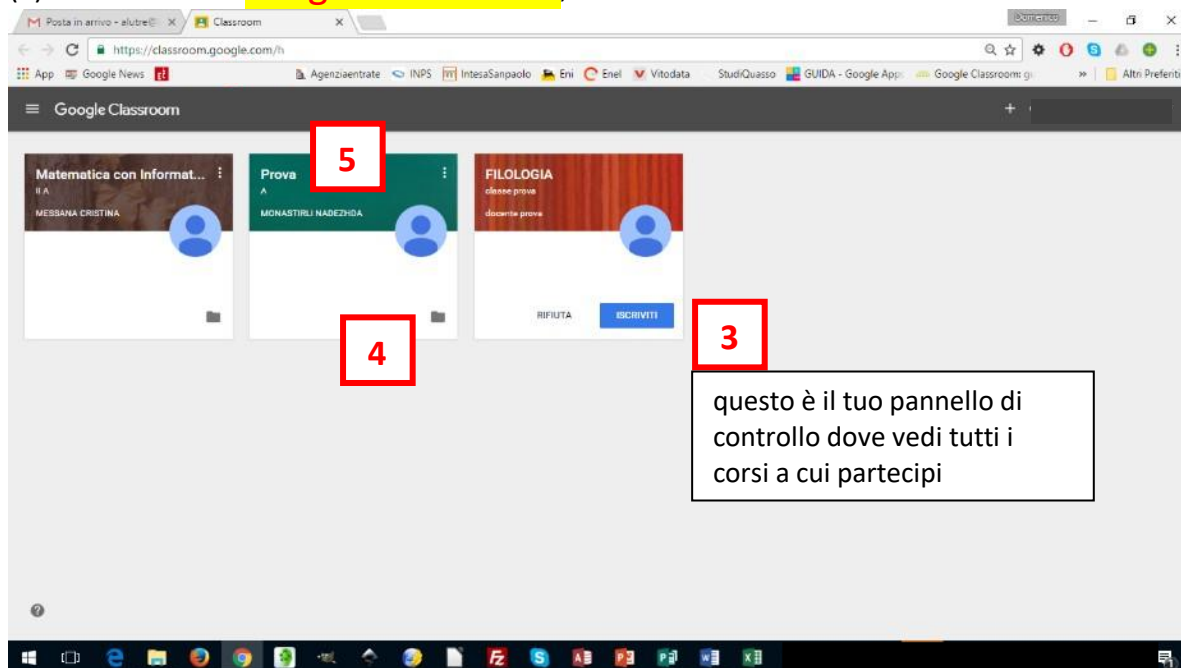 Posta in arrivo - alutre@
Classroom
Domenico
https://classroom.google.com/h
App
Google News
Agenziaentrate
INPS
IntesaSanpaolo
Eni
Enel
Vitodata
StudiQuasso
GUIDA - Google App
Google Classroom: g
»
Altri Preferiti
Google Classroom
+
5
Matematica con Informat...
II A
MESSANA CRISTINA
Prova
A
MONASTIRLI NADEZHDA
FILOLOGIA
classe prova
docente prova
RIFIUTA
ISCRIVITI
3
4
questo è il tuo pannello di
controllo dove vedi tutti i
corsi a cui partecipi